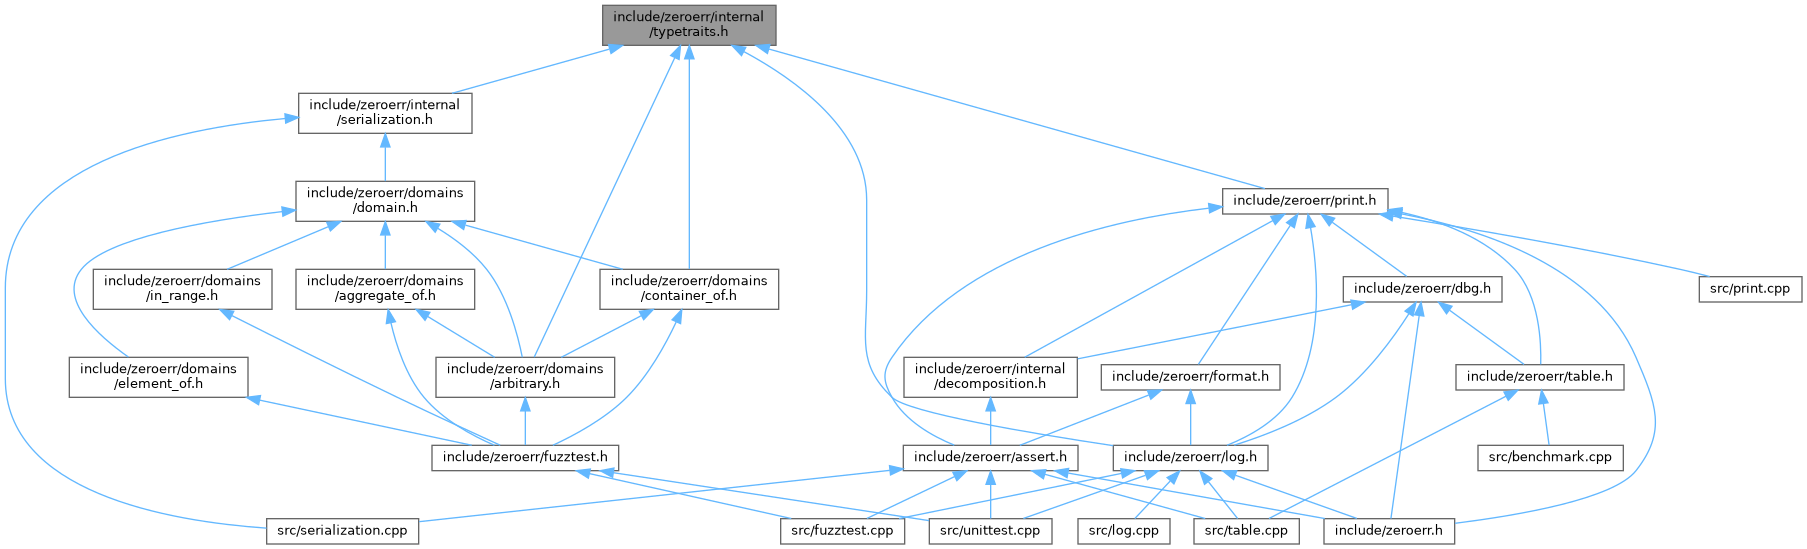 include/zeroerr/internal
/typetraits.h
include/zeroerr/internal
/serialization.h
include/zeroerr/domains
/domain.h
include/zeroerr/print.h
include/zeroerr/domains
/in_range.h
include/zeroerr/domains
/aggregate_of.h
include/zeroerr/domains
/container_of.h
include/zeroerr/dbg.h
src/print.cpp
include/zeroerr/domains
/element_of.h
include/zeroerr/domains
/arbitrary.h
include/zeroerr/internal
/decomposition.h
include/zeroerr/format.h
include/zeroerr/table.h
include/zeroerr/fuzztest.h
include/zeroerr/assert.h
include/zeroerr/log.h
src/benchmark.cpp
src/serialization.cpp
src/fuzztest.cpp
src/unittest.cpp
src/log.cpp
src/table.cpp
include/zeroerr.h